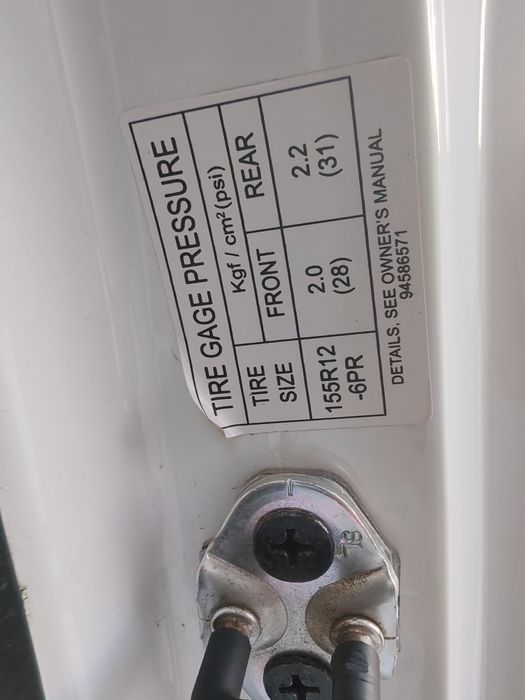 TIRE GAGE PRESSURE
TIRE SIZE
Kgf / cm² (psi)
FRONT
REAR
155R12 -6PR
2.0 (28)
2.2 (31)
DETAILS, SEE OWNER'S MANUAL
94586571